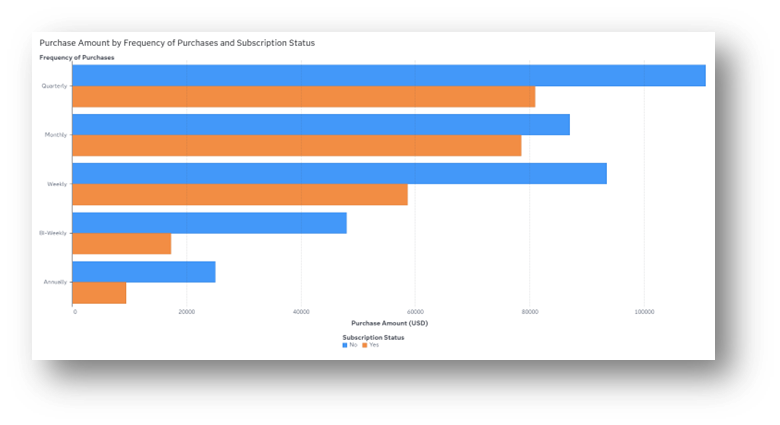 Purchase Amount by Frequency of Purchases and Subscription Status
Frequency of Purchases
Quarterly
Monthly
Weekly
Bi-Weekly
Annually
0 20000 40000 60000 80000 100000
Purchase Amount (USD)
Subscription Status
No Yes